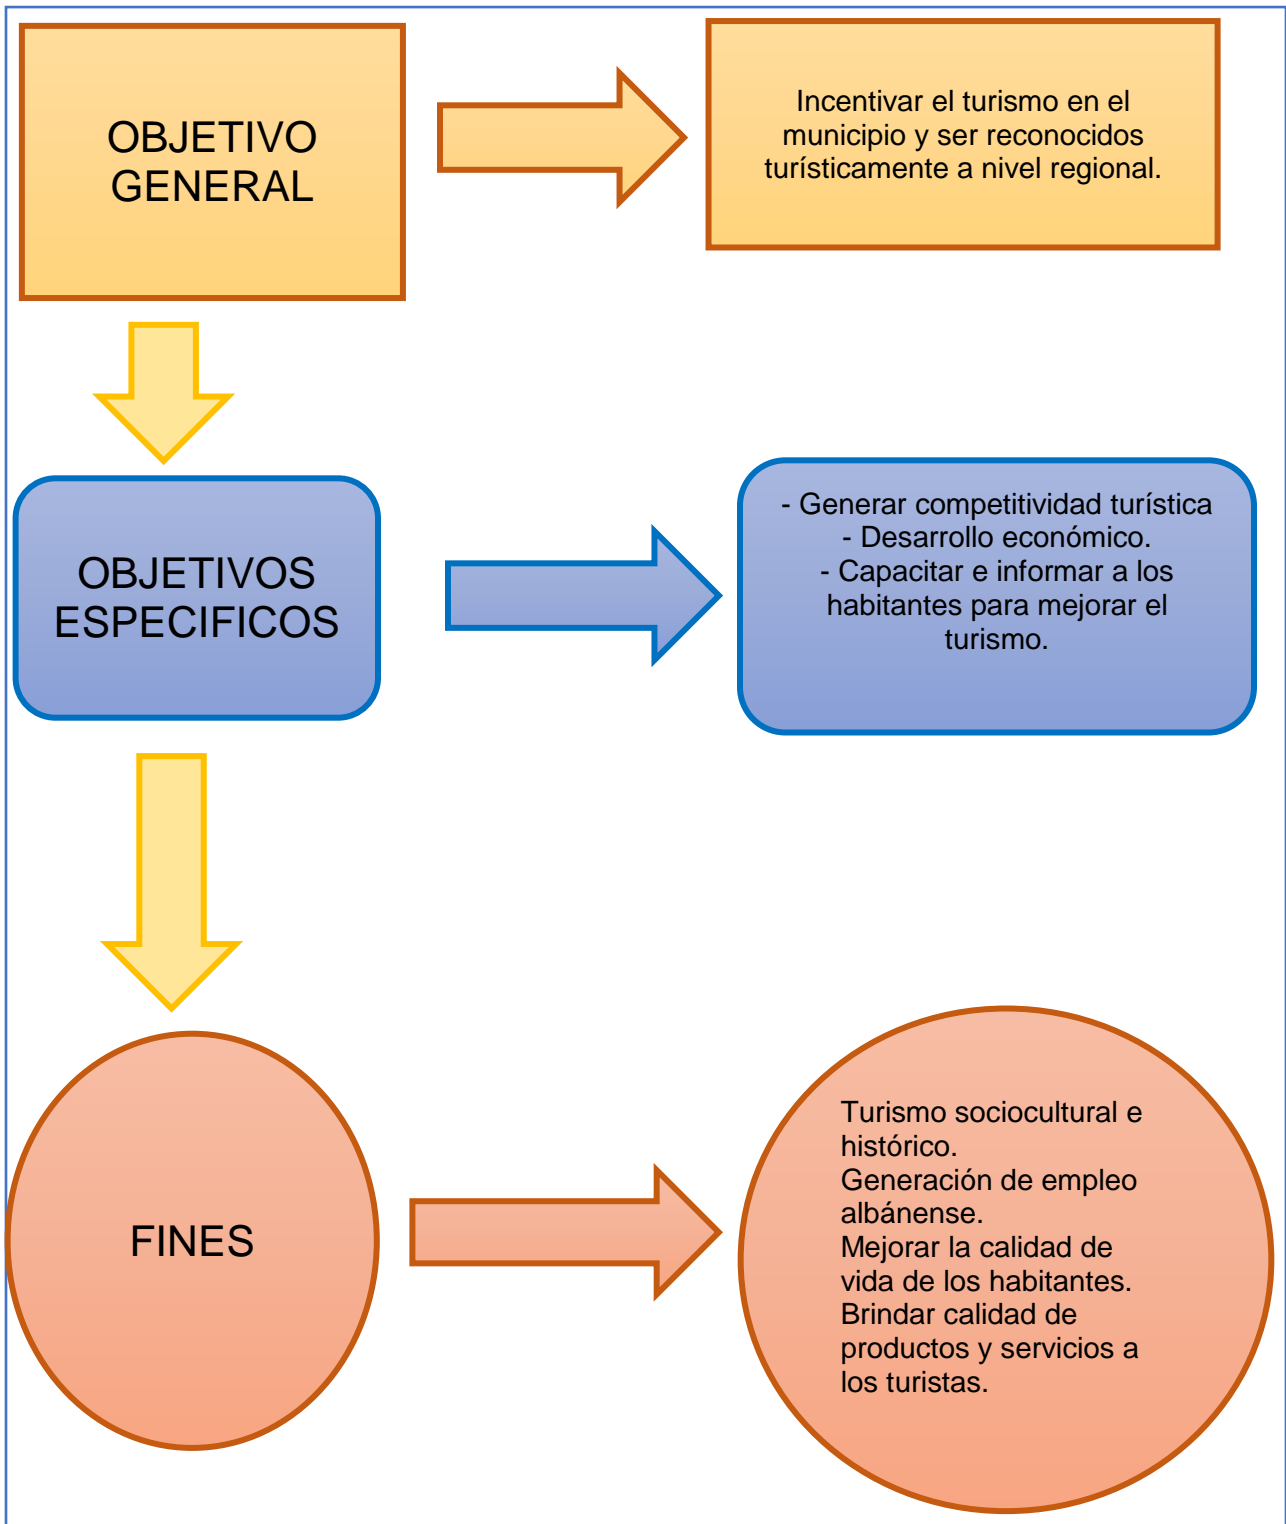 OBJETIVO
GENERAL
Incentivar el turismo en el
municipio y ser reconocidos
turísticamente a nivel regional.
OBJETIVOS
ESPECIFICOS
- Generar competitividad turística
- Desarrollo económico.
- Capacitar e informar a los
habitantes para mejorar el
turismo.
FINES
Turismo sociocultural e
histórico.
Generación de empleo
albánense.
Mejorar la calidad de
vida de los habitantes.
Brindar calidad de
productos y servicios a
los turistas.